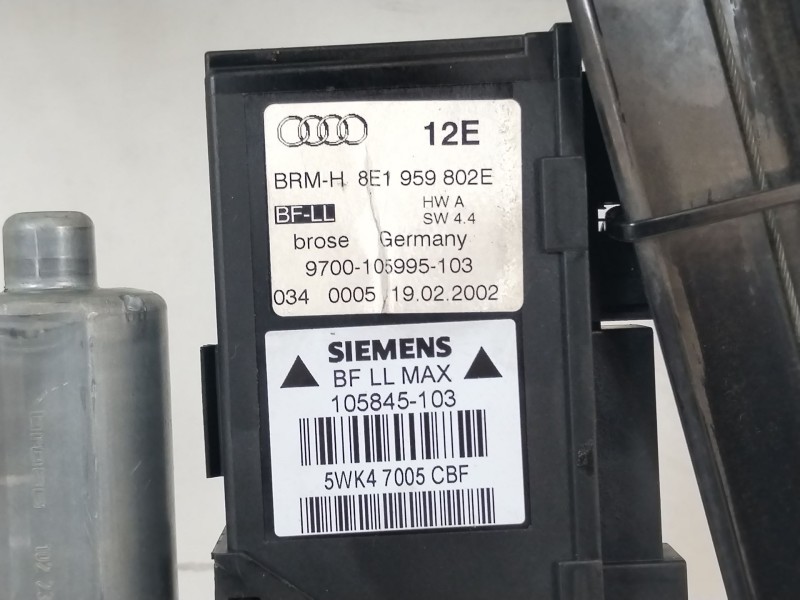 12E
BRM-H 8E1 959 802E
BF-LL
HW A
SW 4.4
brose Germany
9700-105995-103
034 0005 19.02.2002
SIEMENS
BF LL MAX
105845-103
5WK4 7005 CBF
brose